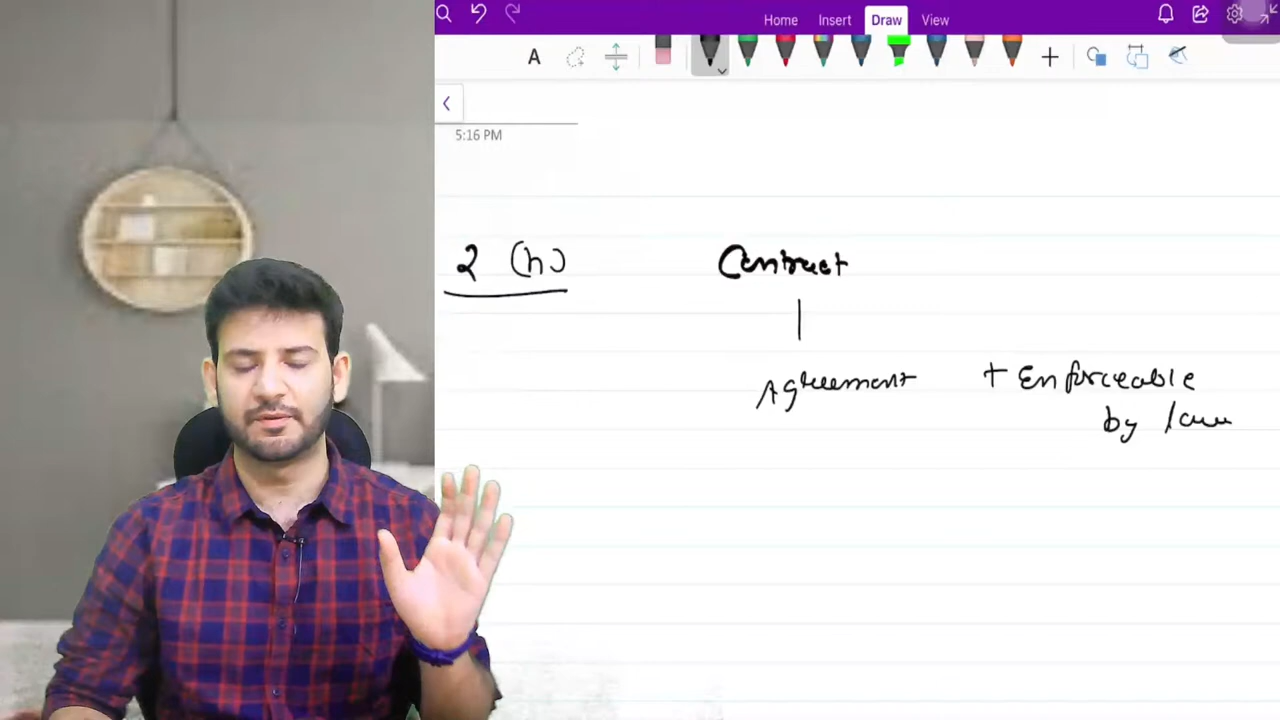 Home Insert Draw View
A
5:16 PM
2 (h) Contract
Agreement + Enforceable
by law